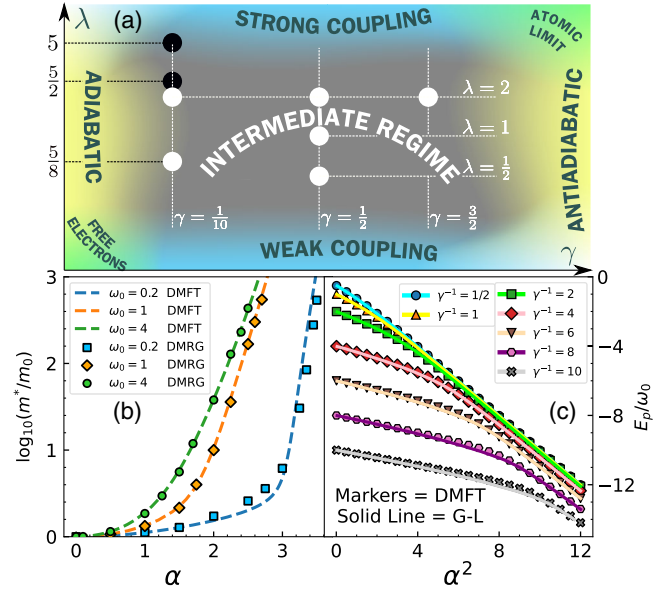 λ
(a)
STRONG COUPLING
ATOMIC
LIMIT
5
5/2
5/8
ADIABATIC
INTERMEDIATE REGIME
λ = 2
λ = 1
λ = 1/2
ANTIADIABATIC
γ = 1/10
γ = 1/2
γ = 3/2
FREE
ELECTRONS
WEAK COUPLING
γ
3
2
1
0
log₁₀(m*/m₀)
ω₀ = 0.2 DMFT
ω₀ = 1 DMFT
ω₀ = 4 DMFT
ω₀ = 0.2 DMRG
ω₀ = 1 DMRG
ω₀ = 4 DMRG
(b)
0 1 2 3
α
γ⁻¹ = 1/2
γ⁻¹ = 1
γ⁻¹ = 2
γ⁻¹ = 4
γ⁻¹ = 6
γ⁻¹ = 8
γ⁻¹ = 10
(c)
Markers = DMFT
Solid Line = G-L
0
−4
−8
−12
Eₚ/ω₀
0 4 8 12
α²